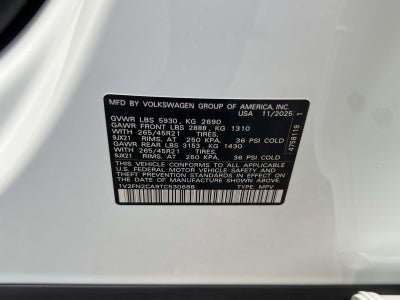 MFD BY VOLKSWAGEN GROUP OF AMERICA, INC.
USA 11/2025
GVWR LBS 5930, KG 2690
GAWR FRONT LBS 2888, KG 1310
WITH 265/45R21 TIRES,
9JX21 RIMS, AT 250 KPA, 36 PSI COLD
GAWR REAR LBS 3153, KG 1430
WITH 265/45R21 TIRES,
9JX21 RIMS, AT 250 KPA, 36 PSI COLD
THIS VEHICLE CONFORMS TO ALL APPLICABLE
U.S. FEDERAL MOTOR VEHICLE SAFETY AND
THEFT PREVENTION STANDARDS IN EFFECT ON
THE DATE OF MANUFACTURE SHOWN ABOVE.
1V2FN2CA9TC530668 TYPE: MPV
4758119 1